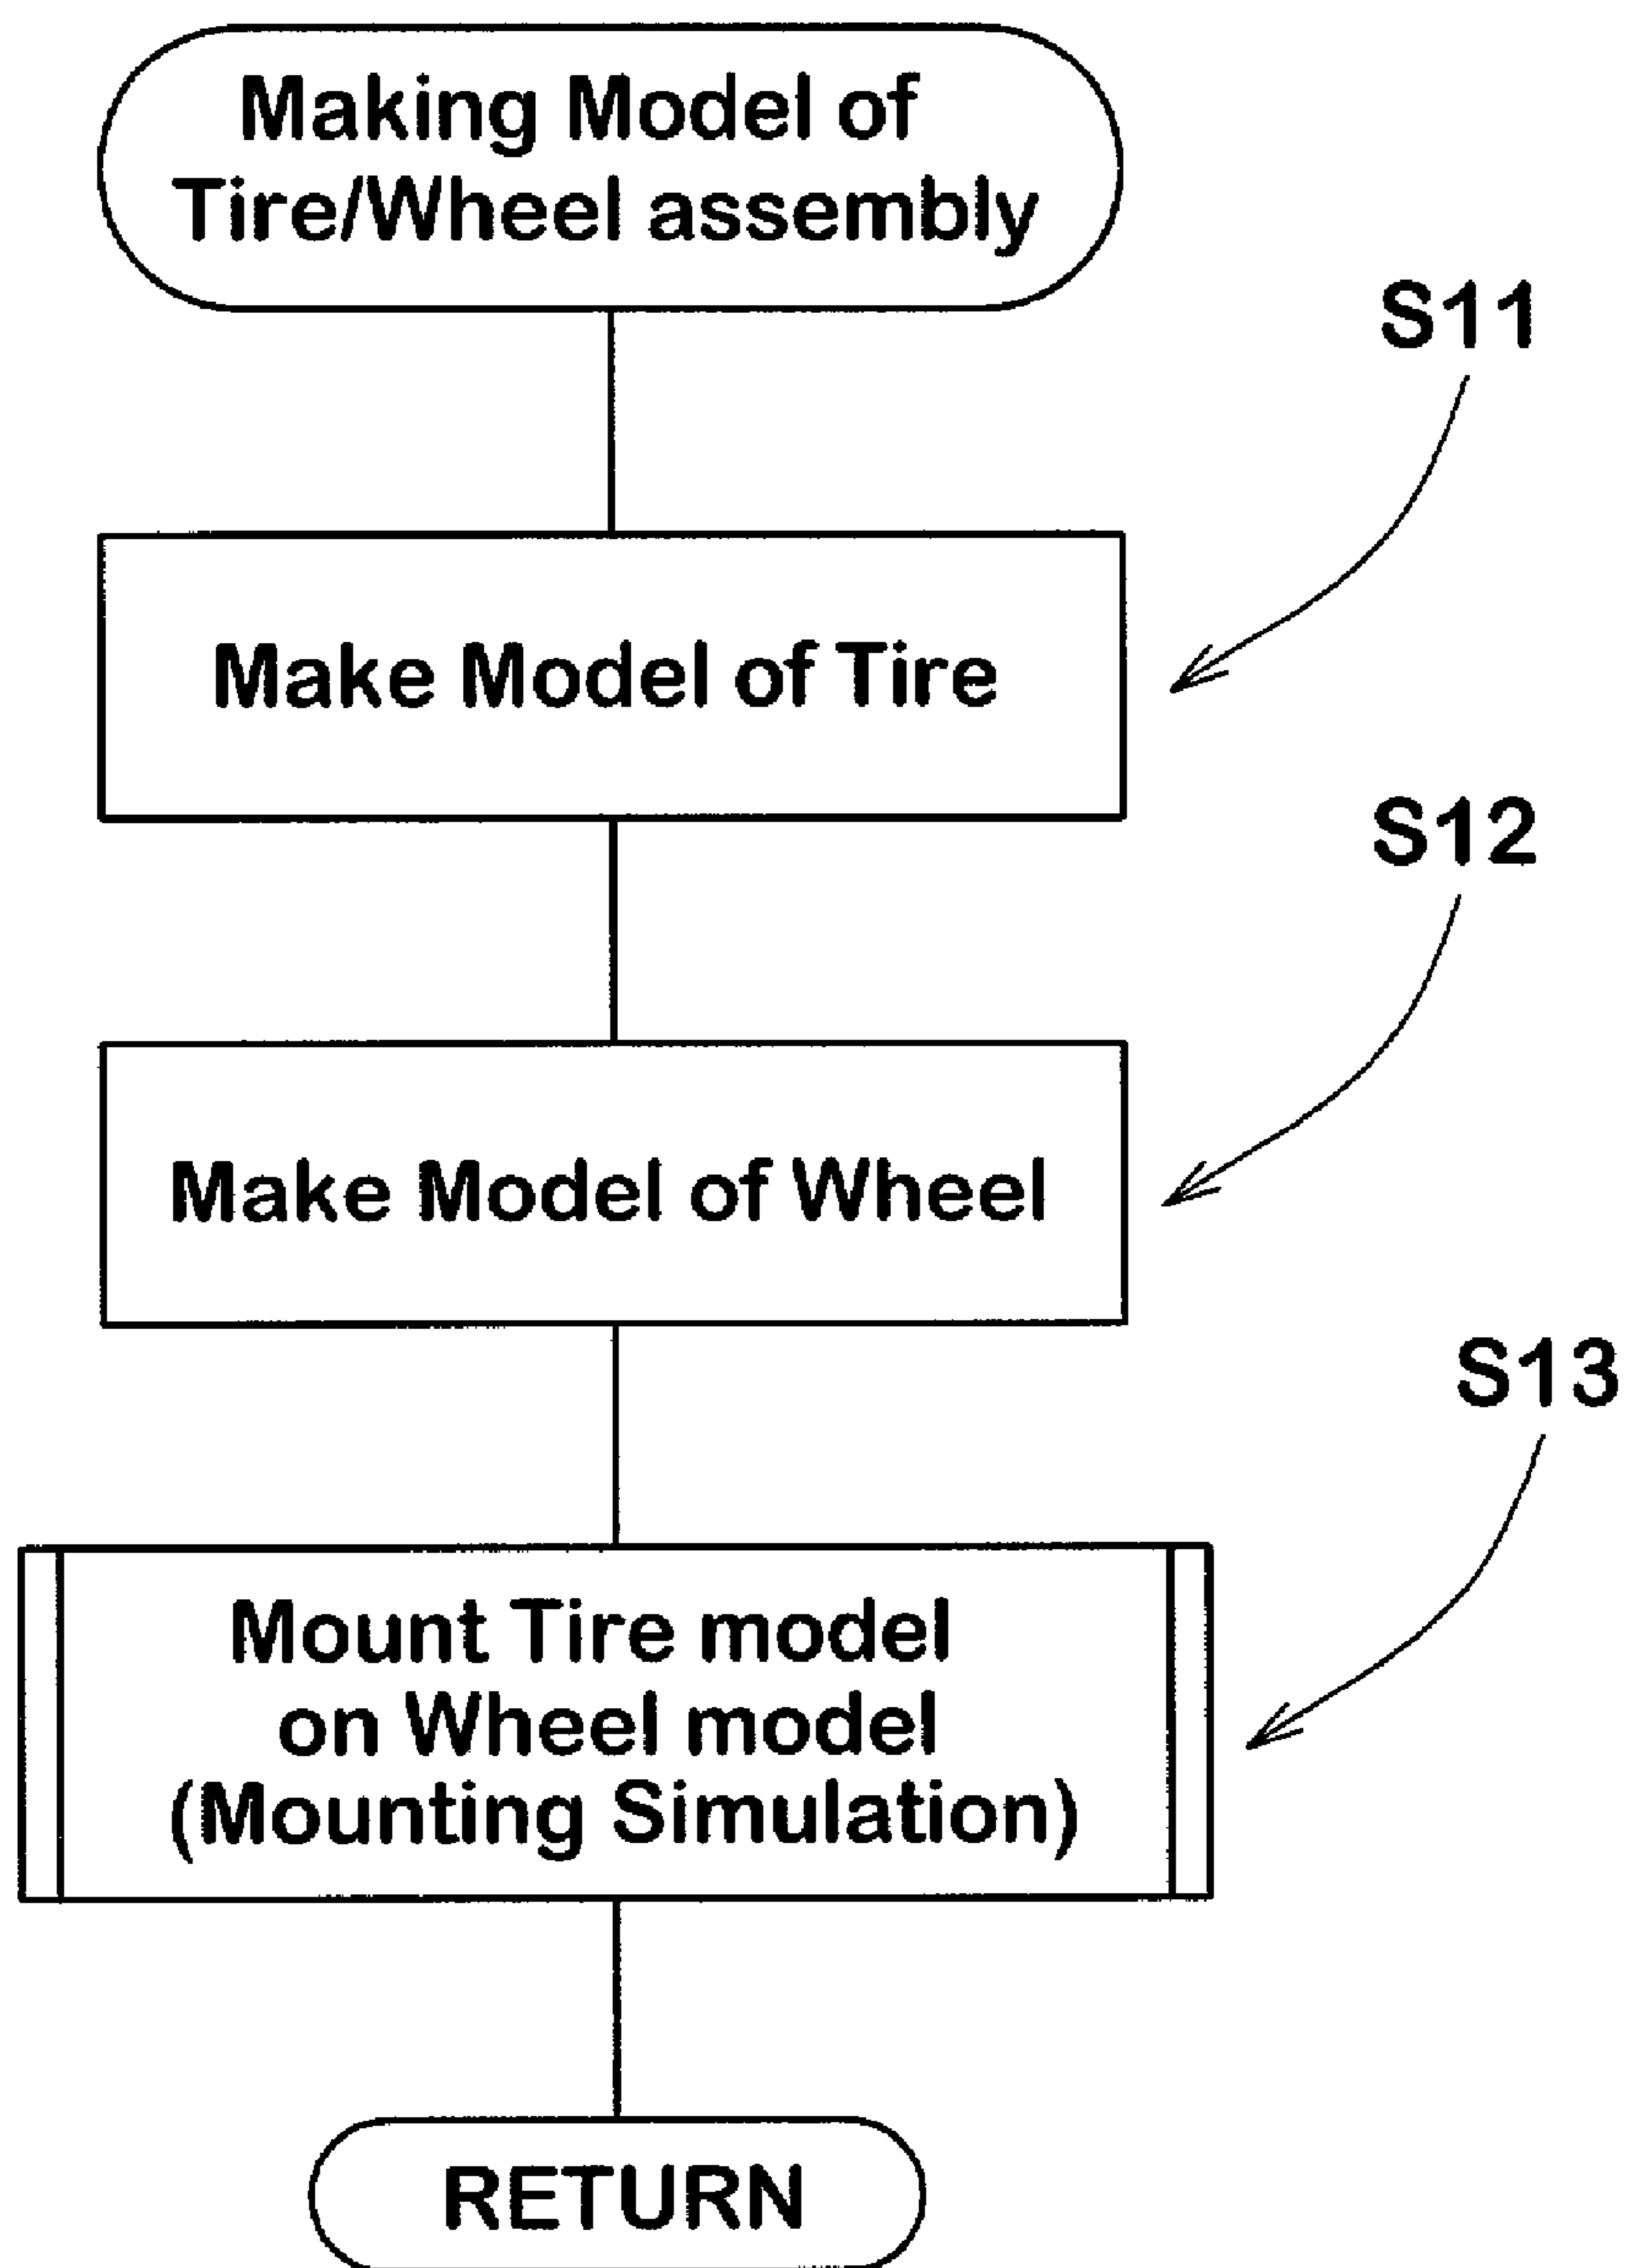 Making Model of
Tire/Wheel assembly
S11
Make Model of Tire
S12
Make Model of Wheel
S13
Mount Tire model
on Wheel model
(Mounting Simulation)
RETURN